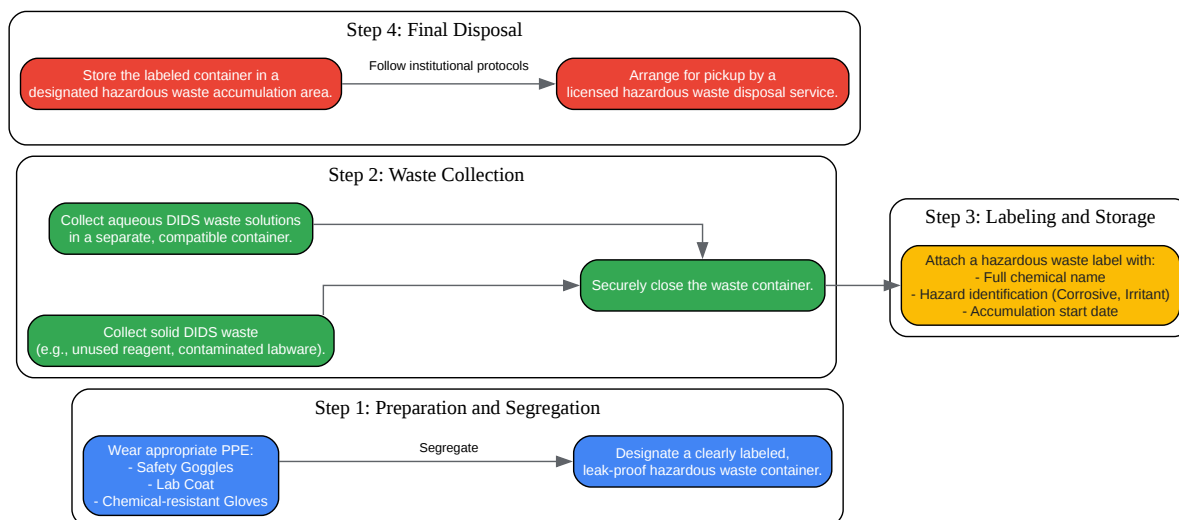 Step 4: Final Disposal
Store the labeled container in a
designated hazardous waste accumulation area.
Follow institutional protocols
Arrange for pickup by a
licensed hazardous waste disposal service.
Step 2: Waste Collection
Collect aqueous DIDS waste solutions
in a separate, compatible container.
Securely close the waste container.
Collect solid DIDS waste
(e.g., unused reagent, contaminated labware).
Step 3: Labeling and Storage
Attach a hazardous waste label with:
- Full chemical name
- Hazard identification (Corrosive, Irritant)
- Accumulation start date
Step 1: Preparation and Segregation
Wear appropriate PPE:
- Safety Goggles
- Lab Coat
- Chemical-resistant Gloves
Segregate
Designate a clearly labeled,
leak-proof hazardous waste container.